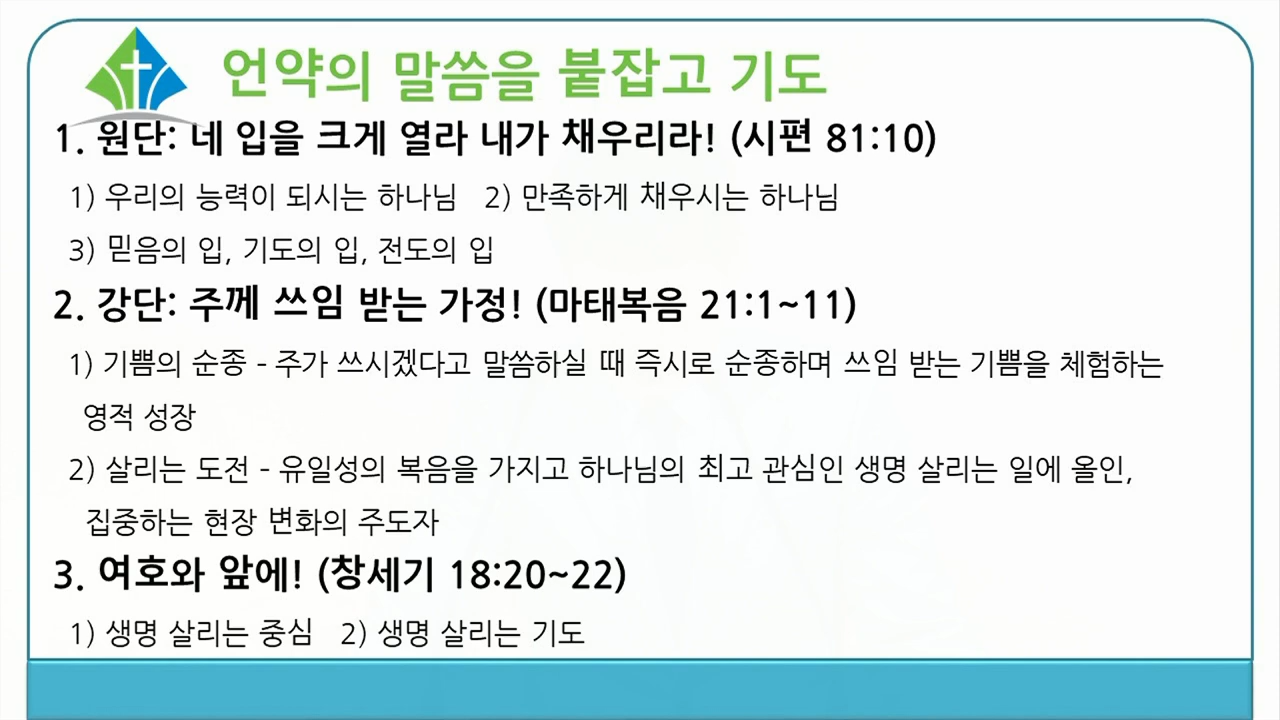 언약의 말씀을 붙잡고 기도
1. 원단: 네 입을 크게 열라 내가 채우리라! (시편 81:10)
1) 우리의 능력이 되시는 하나님 2) 만족하게 채우시는 하나님
3) 믿음의 입, 기도의 입, 전도의 입
2. 강단: 주께 쓰임 받는 가정! (마태복음 21:1~11)
1) 기쁨의 순종 - 주가 쓰시겠다고 말씀하실 때 즉시로 순종하며 쓰임 받는 기쁨을 체험하는
영적 성장
2) 살리는 도전 - 유일성의 복음을 가지고 하나님의 최고 관심인 생명 살리는 일에 올인,
집중하는 현장 변화의 주도자
3. 여호와 앞에! (창세기 18:20~22)
1) 생명 살리는 중심 2) 생명 살리는 기도